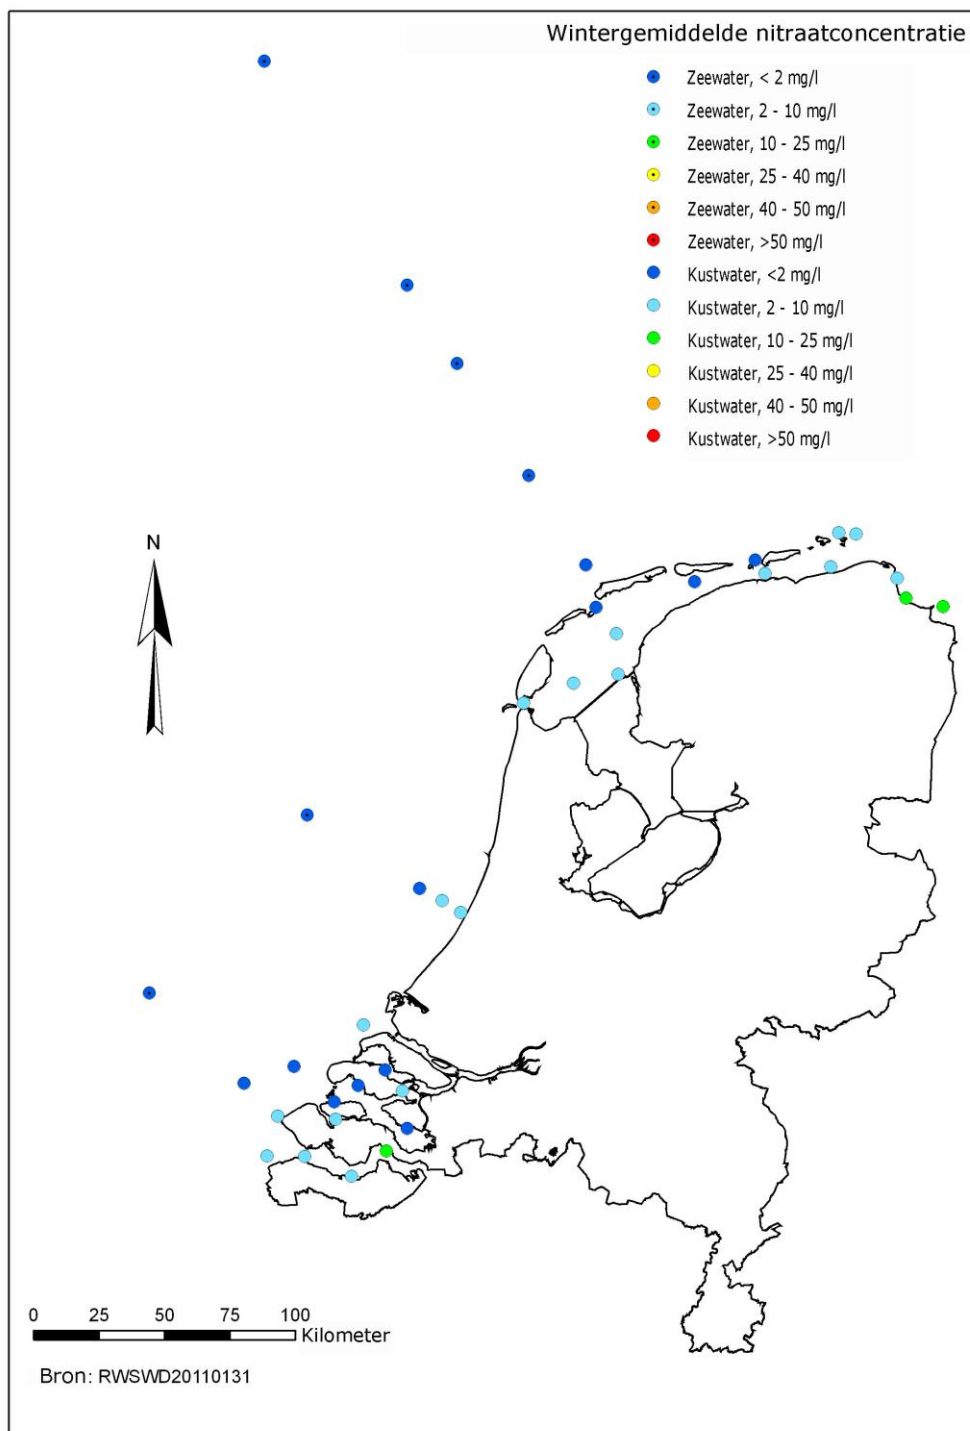 Wintergemiddelde nitraatconcentratie
Zeewater, < 2 mg/l
Zeewater, 2 - 10 mg/l
Zeewater, 10 - 25 mg/l
Zeewater, 25 - 40 mg/l
Zeewater, 40 - 50 mg/l
Zeewater, >50 mg/l
Kustwater, <2 mg/l
Kustwater, 2 - 10 mg/l
Kustwater, 10 - 25 mg/l
Kustwater, 25 - 40 mg/l
Kustwater, 40 - 50 mg/l
Kustwater, >50 mg/l
N
0 25 50 75 100
Kilometer
Bron: RWSWD20110131